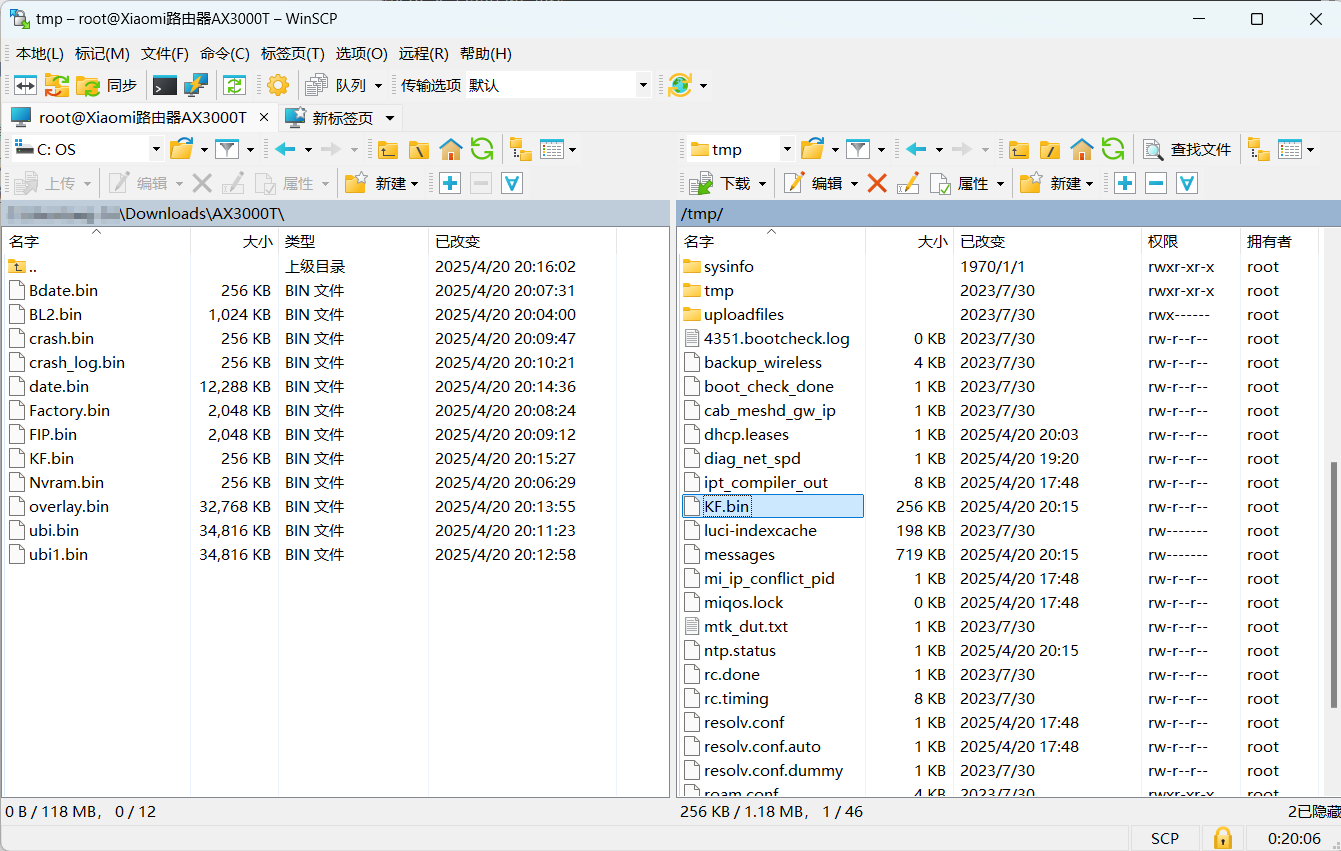 tmp – root@Xiaomi路由器AX3000T – WinSCP
本地(L) 标记(M) 文件(F) 命令(C) 标签页(T) 选项(O) 远程(R) 帮助(H)
同步 队列 传输选项 默认
root@Xiaomi路由器AX3000T × 新标签页
C: OS
上传 编辑 属性 新建
\Downloads\AX3000T\
名字 大小 类型 已改变
.. 上级目录 2025/4/20 20:16:02
Bdate.bin 256 KB BIN 文件 2025/4/20 20:07:31
BL2.bin 1,024 KB BIN 文件 2025/4/20 20:04:00
crash.bin 256 KB BIN 文件 2025/4/20 20:09:47
crash_log.bin 256 KB BIN 文件 2025/4/20 20:10:21
date.bin 12,288 KB BIN 文件 2025/4/20 20:14:36
Factory.bin 2,048 KB BIN 文件 2025/4/20 20:08:24
FIP.bin 2,048 KB BIN 文件 2025/4/20 20:09:12
KF.bin 256 KB BIN 文件 2025/4/20 20:15:27
Nvram.bin 256 KB BIN 文件 2025/4/20 20:06:29
overlay.bin 32,768 KB BIN 文件 2025/4/20 20:13:55
ubi.bin 34,816 KB BIN 文件 2025/4/20 20:11:23
ubi1.bin 34,816 KB BIN 文件 2025/4/20 20:12:58
0 B / 118 MB, 0 / 12
tmp 查找文件
下载 编辑 属性 新建
/tmp/
名字 大小 已改变 权限 拥有者
sysinfo 1970/1/1 rwxr-xr-x root
tmp 2023/7/30 rwxr-xr-x root
uploadfiles 2023/7/30 rwx------ root
4351.bootcheck.log 0 KB 2023/7/30 rw-r--r-- root
backup_wireless 4 KB 2023/7/30 rw-r--r-- root
boot_check_done 1 KB 2023/7/30 rw-r--r-- root
cab_meshd_gw_ip 1 KB 2023/7/30 rw-r--r-- root
dhcp.leases 1 KB 2025/4/20 20:03 rw-r--r-- root
diag_net_spd 1 KB 2025/4/20 19:20 rw-r--r-- root
ipt_compiler_out 8 KB 2025/4/20 17:48 rw-r--r-- root
KF.bin 256 KB 2025/4/20 20:15 rw-r--r-- root
luci-indexcache 198 KB 2023/7/30 rw------- root
messages 719 KB 2025/4/20 20:15 rw------- root
mi_ip_conflict_pid 1 KB 2025/4/20 17:48 rw-r--r-- root
miqos.lock 0 KB 2025/4/20 17:48 rw-r--r-- root
mtk_dut.txt 1 KB 2023/7/30 rw-r--r-- root
ntp.status 1 KB 2025/4/20 20:15 rw-r--r-- root
rc.done 1 KB 2023/7/30 rw-r--r-- root
rc.timing 8 KB 2023/7/30 rw-r--r-- root
resolv.conf 1 KB 2025/4/20 17:48 rw-r--r-- root
resolv.conf.auto 1 KB 2025/4/20 17:48 rw-r--r-- root
resolv.conf.dummy 1 KB 2023/7/30 rw-r--r-- root
roam.conf 4 KB 2023/7/30 rwxr-xr-x root
256 KB / 1.18 MB, 1 / 46 2已隐藏
SCP 0:20:06